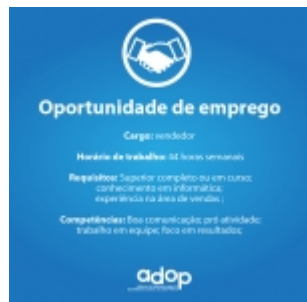 Oportunidade de emprego
Cargo: vendedor
Horário de trabalho: 44 horas semanais
Requisitos: Superior completo ou em curso;
conhecimento em informática;
experiência na área de vendas ;
Competências: Boa comunicação; pró atividade;
trabalho em equipe; foco em resultados;
adop